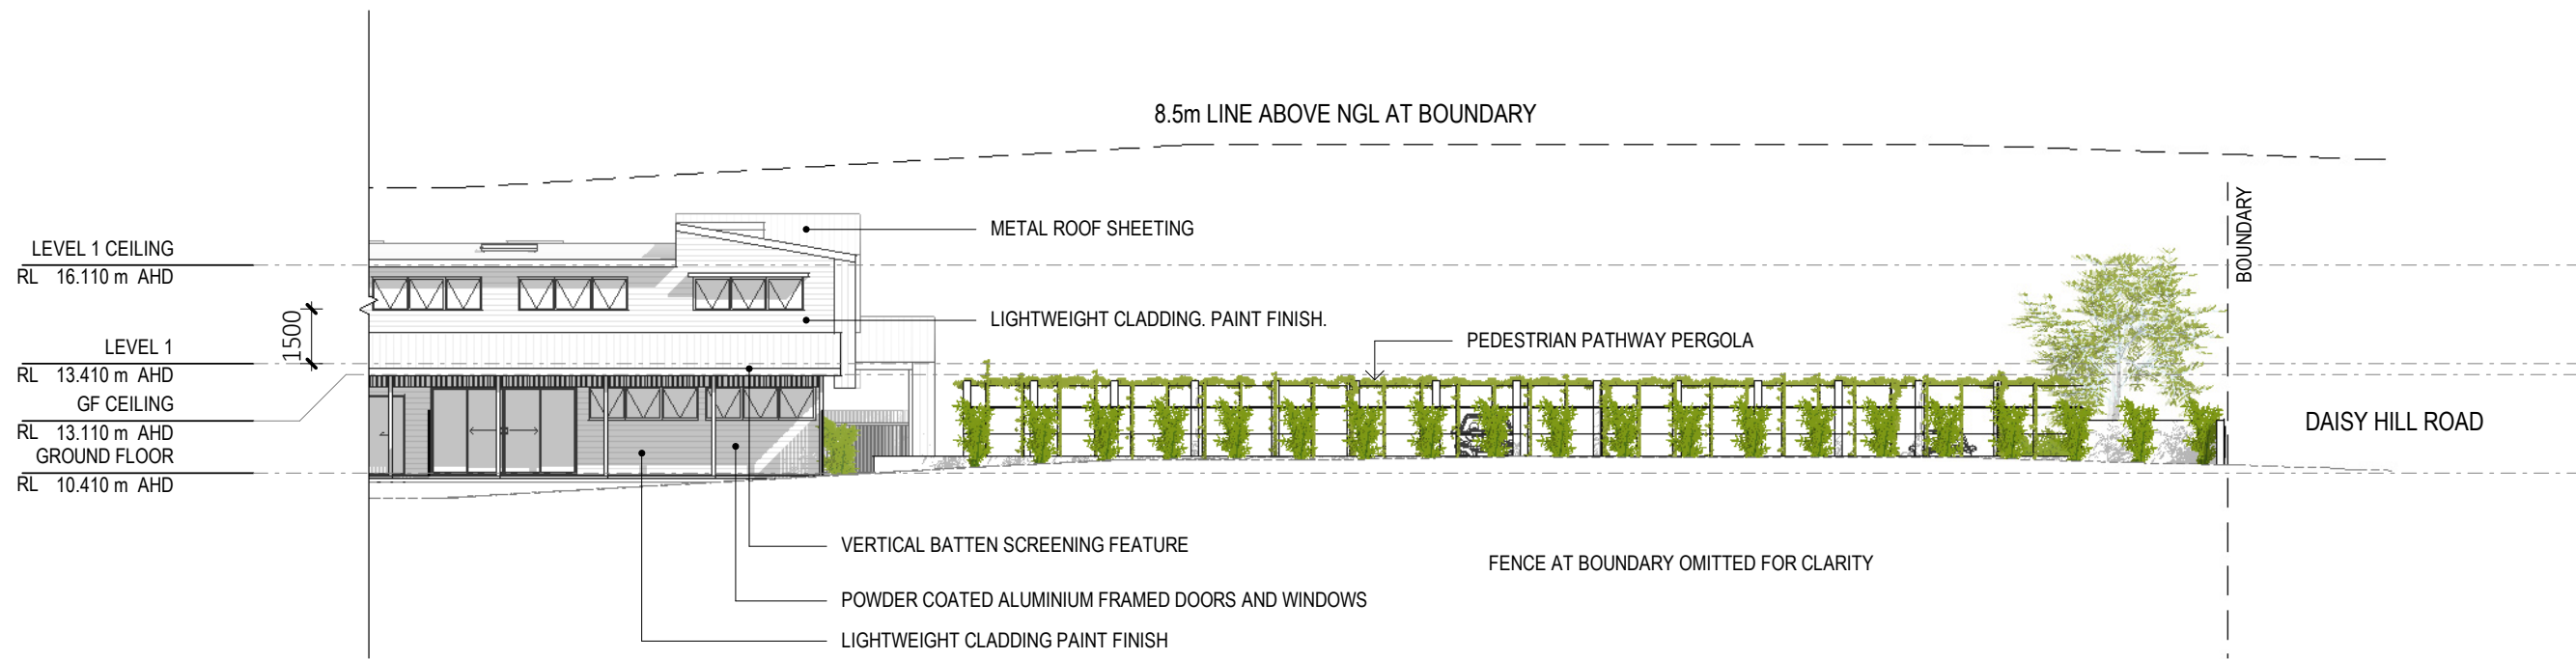 8.5m LINE ABOVE NGL AT BOUNDARY
BOUNDARY
METAL ROOF SHEETING
LEVEL 1 CEILING
RL 16.110 m AHD
LIGHTWEIGHT CLADDING. PAINT FINISH.
1500
PEDESTRIAN PATHWAY PERGOLA
LEVEL 1
RL 13.410 m AHD
GF CEILING
RL 13.110 m AHD
DAISY HILL ROAD
GROUND FLOOR
RL 10.410 m AHD
VERTICAL BATTEN SCREENING FEATURE
FENCE AT BOUNDARY OMITTED FOR CLARITY
POWDER COATED ALUMINIUM FRAMED DOORS AND WINDOWS
LIGHTWEIGHT CLADDING PAINT FINISH